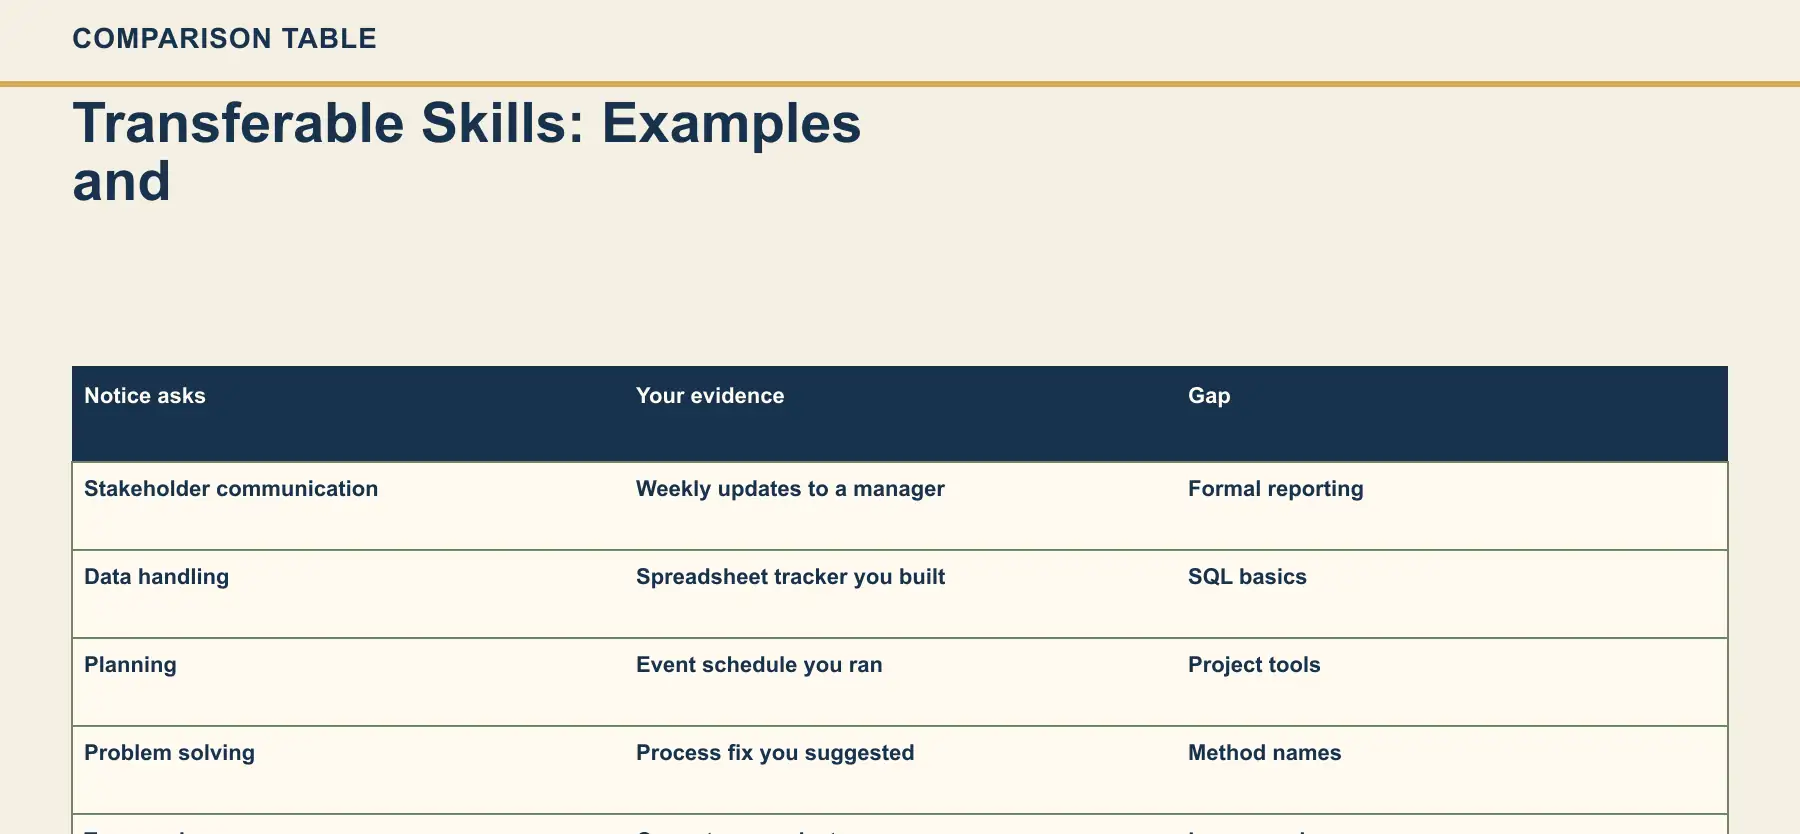 COMPARISON TABLE
Transferable Skills: Examples
and
Notice asks Your evidence Gap
Stakeholder communication Weekly updates to a manager Formal reporting
Data handling Spreadsheet tracker you built SQL basics
Planning Event schedule you ran Project tools
Problem solving Process fix you suggested Method names